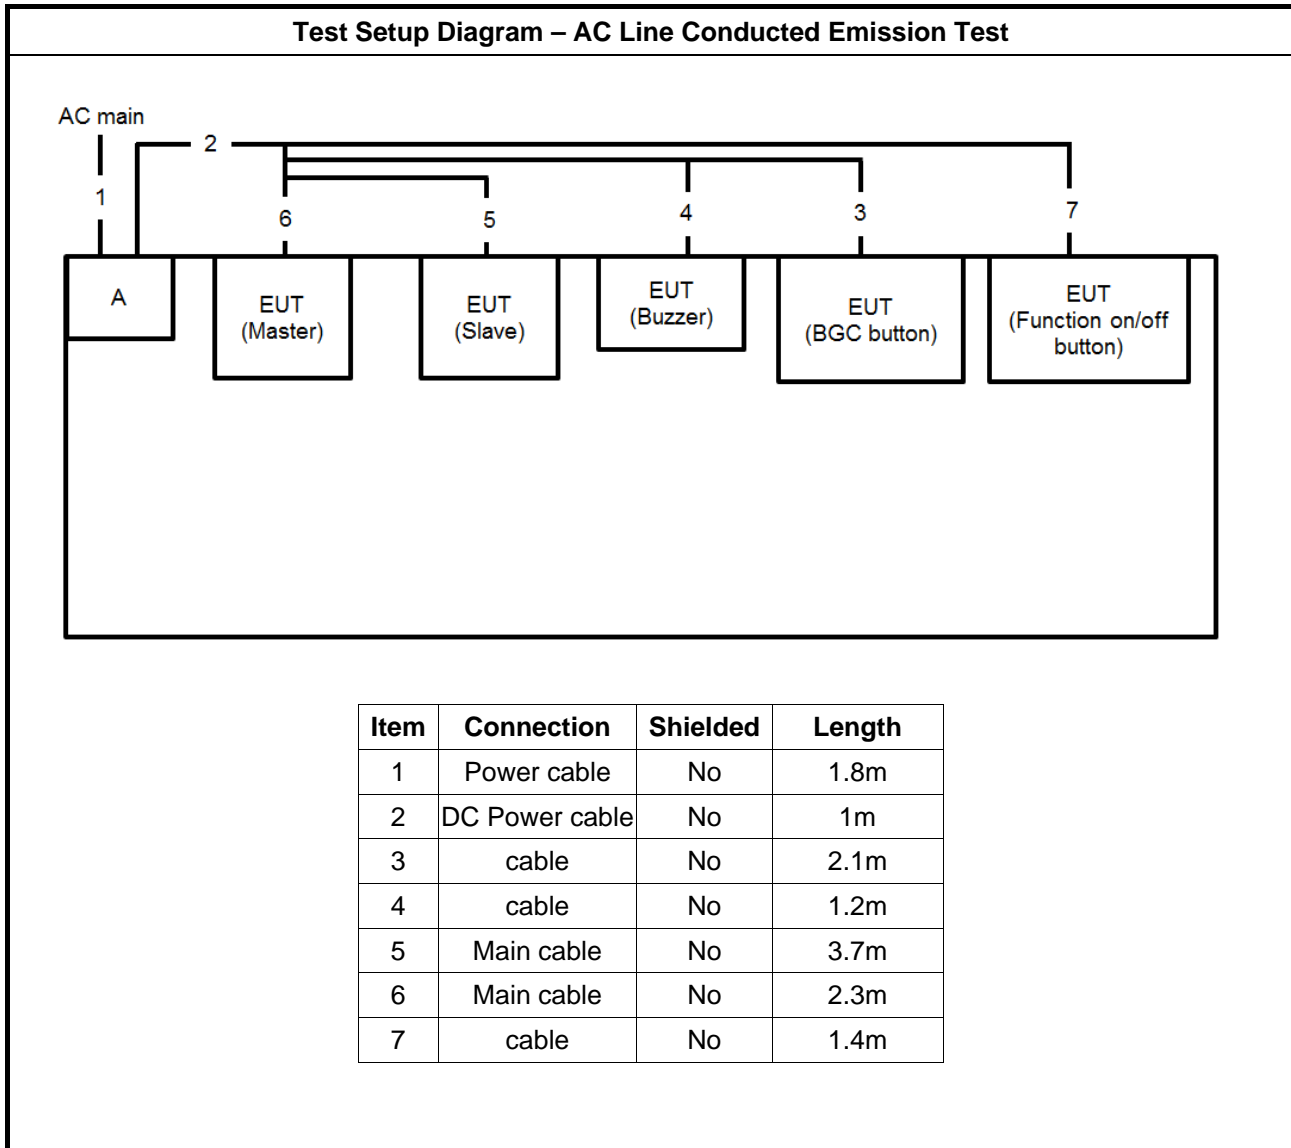 Test Setup Diagram – AC Line Conducted Emission Test
AC main
2
1
6
5
4
3
7
A
EUT
(Master)
EUT
(Slave)
EUT
(Buzzer)
EUT
(BGC button)
EUT
(Function on/off
button)
Item Connection Shielded Length
1 Power cable No 1.8m
2 DC Power cable No 1m
3 cable No 2.1m
4 cable No 1.2m
5 Main cable No 3.7m
6 Main cable No 2.3m
7 cable No 1.4m